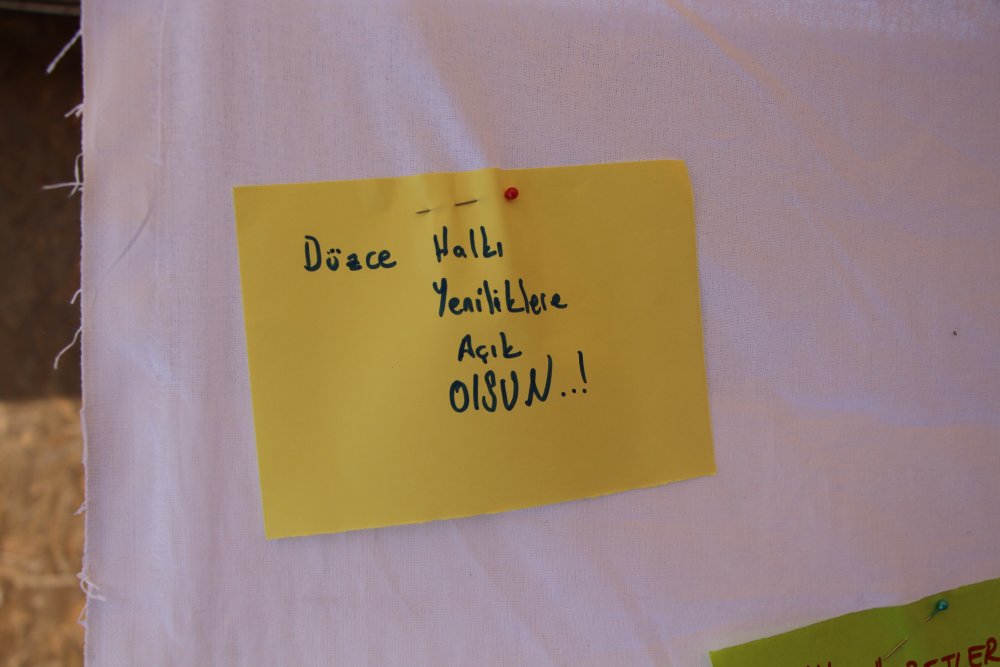 Düzce Halkı
Yeniliklere
Açık
OlSUN..!